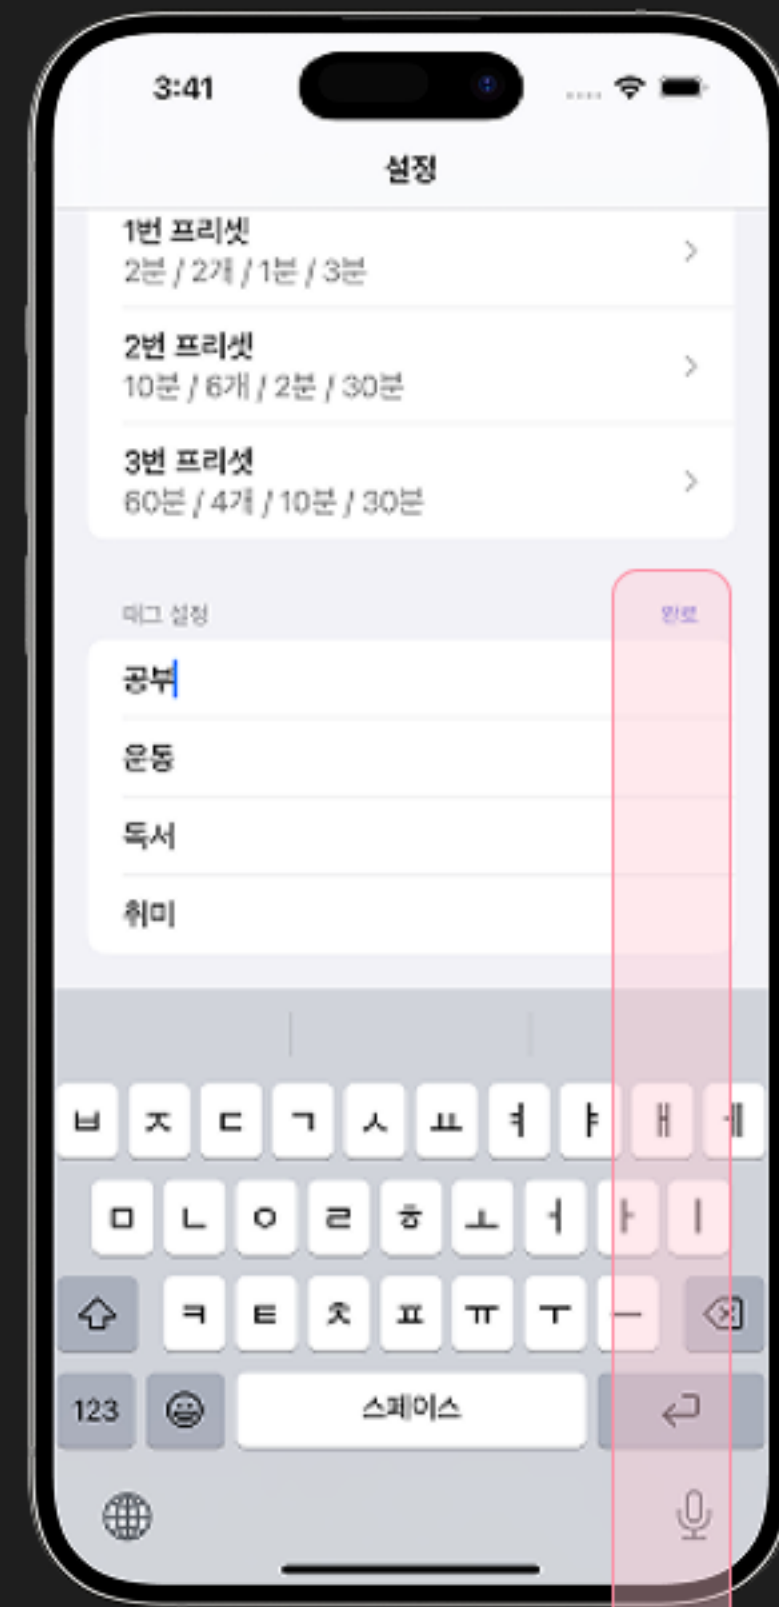 3:41
설정
1번 프리셋
2분 / 2개 / 1분 / 3분
2번 프리셋
10분 / 6개 / 2분 / 30분
3번 프리셋
60분 / 4개 / 10분 / 30분
태그 설정 완료
공부
운동
독서
취미
ㅂ ㅈ ㄷ ㄱ ㅅ ㅛ ㅕ ㅑ ㅐ ㅔ
ㅁ ㄴ ㅇ ㄹ ㅎ ㅗ ㅓ ㅏ ㅣ
ㅋ ㅌ ㅊ ㅍ ㅠ ㅜ ㅡ
123 스페이스